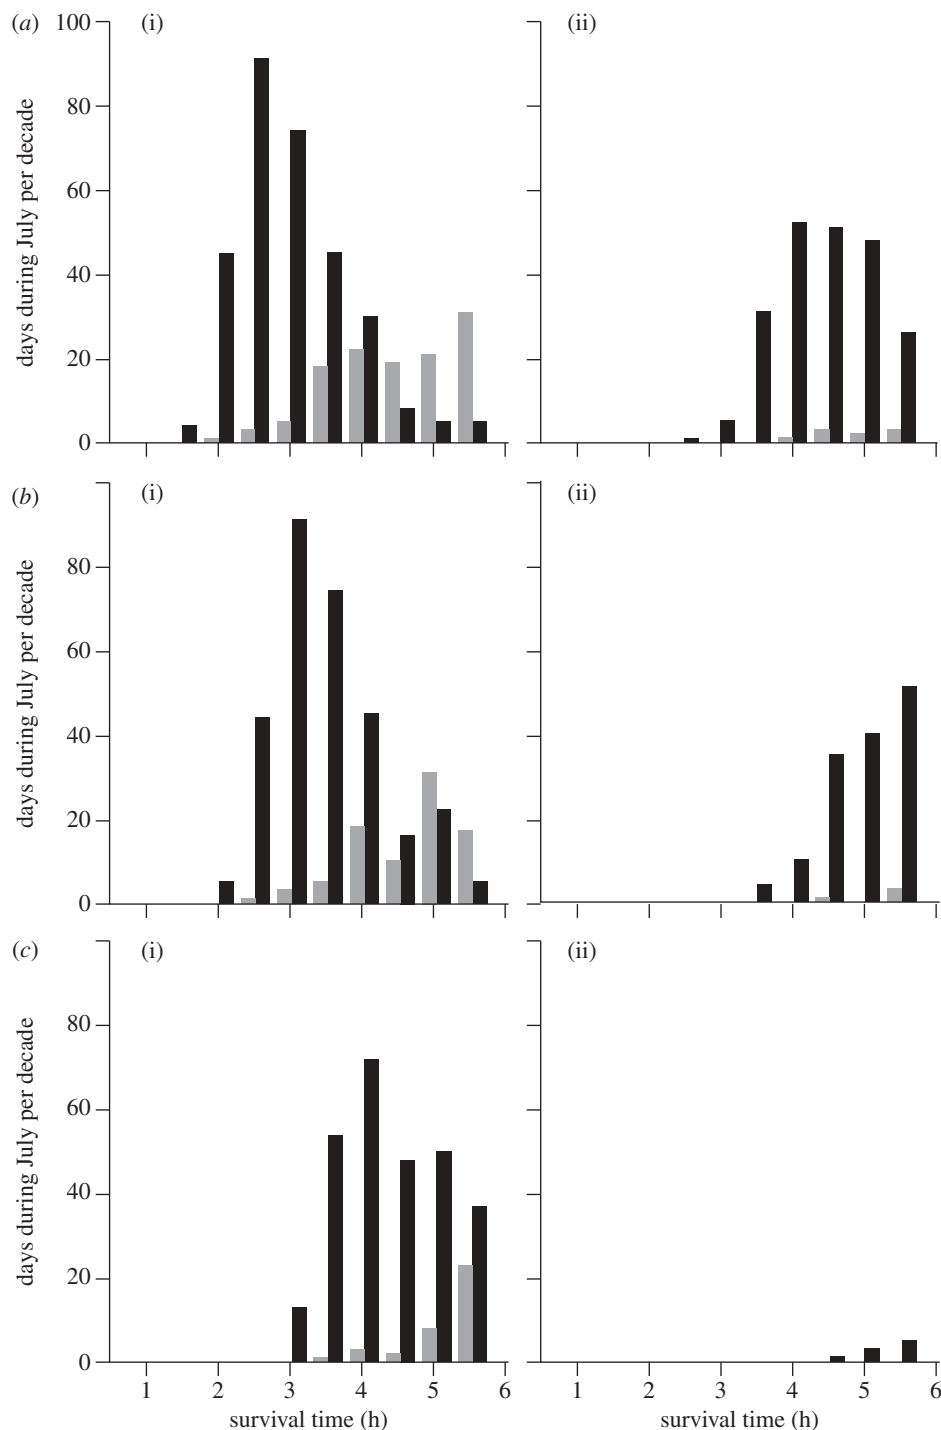 (a) 100 (i) (ii)
80
60
40
20
0
days during July per decade
(b) (i) (ii)
80
60
40
20
0
days during July per decade
(c) (i) (ii)
80
60
40
20
0
days during July per decade
1 2 3 4 5 6 1 2 3 4 5 6
survival time (h) survival time (h)